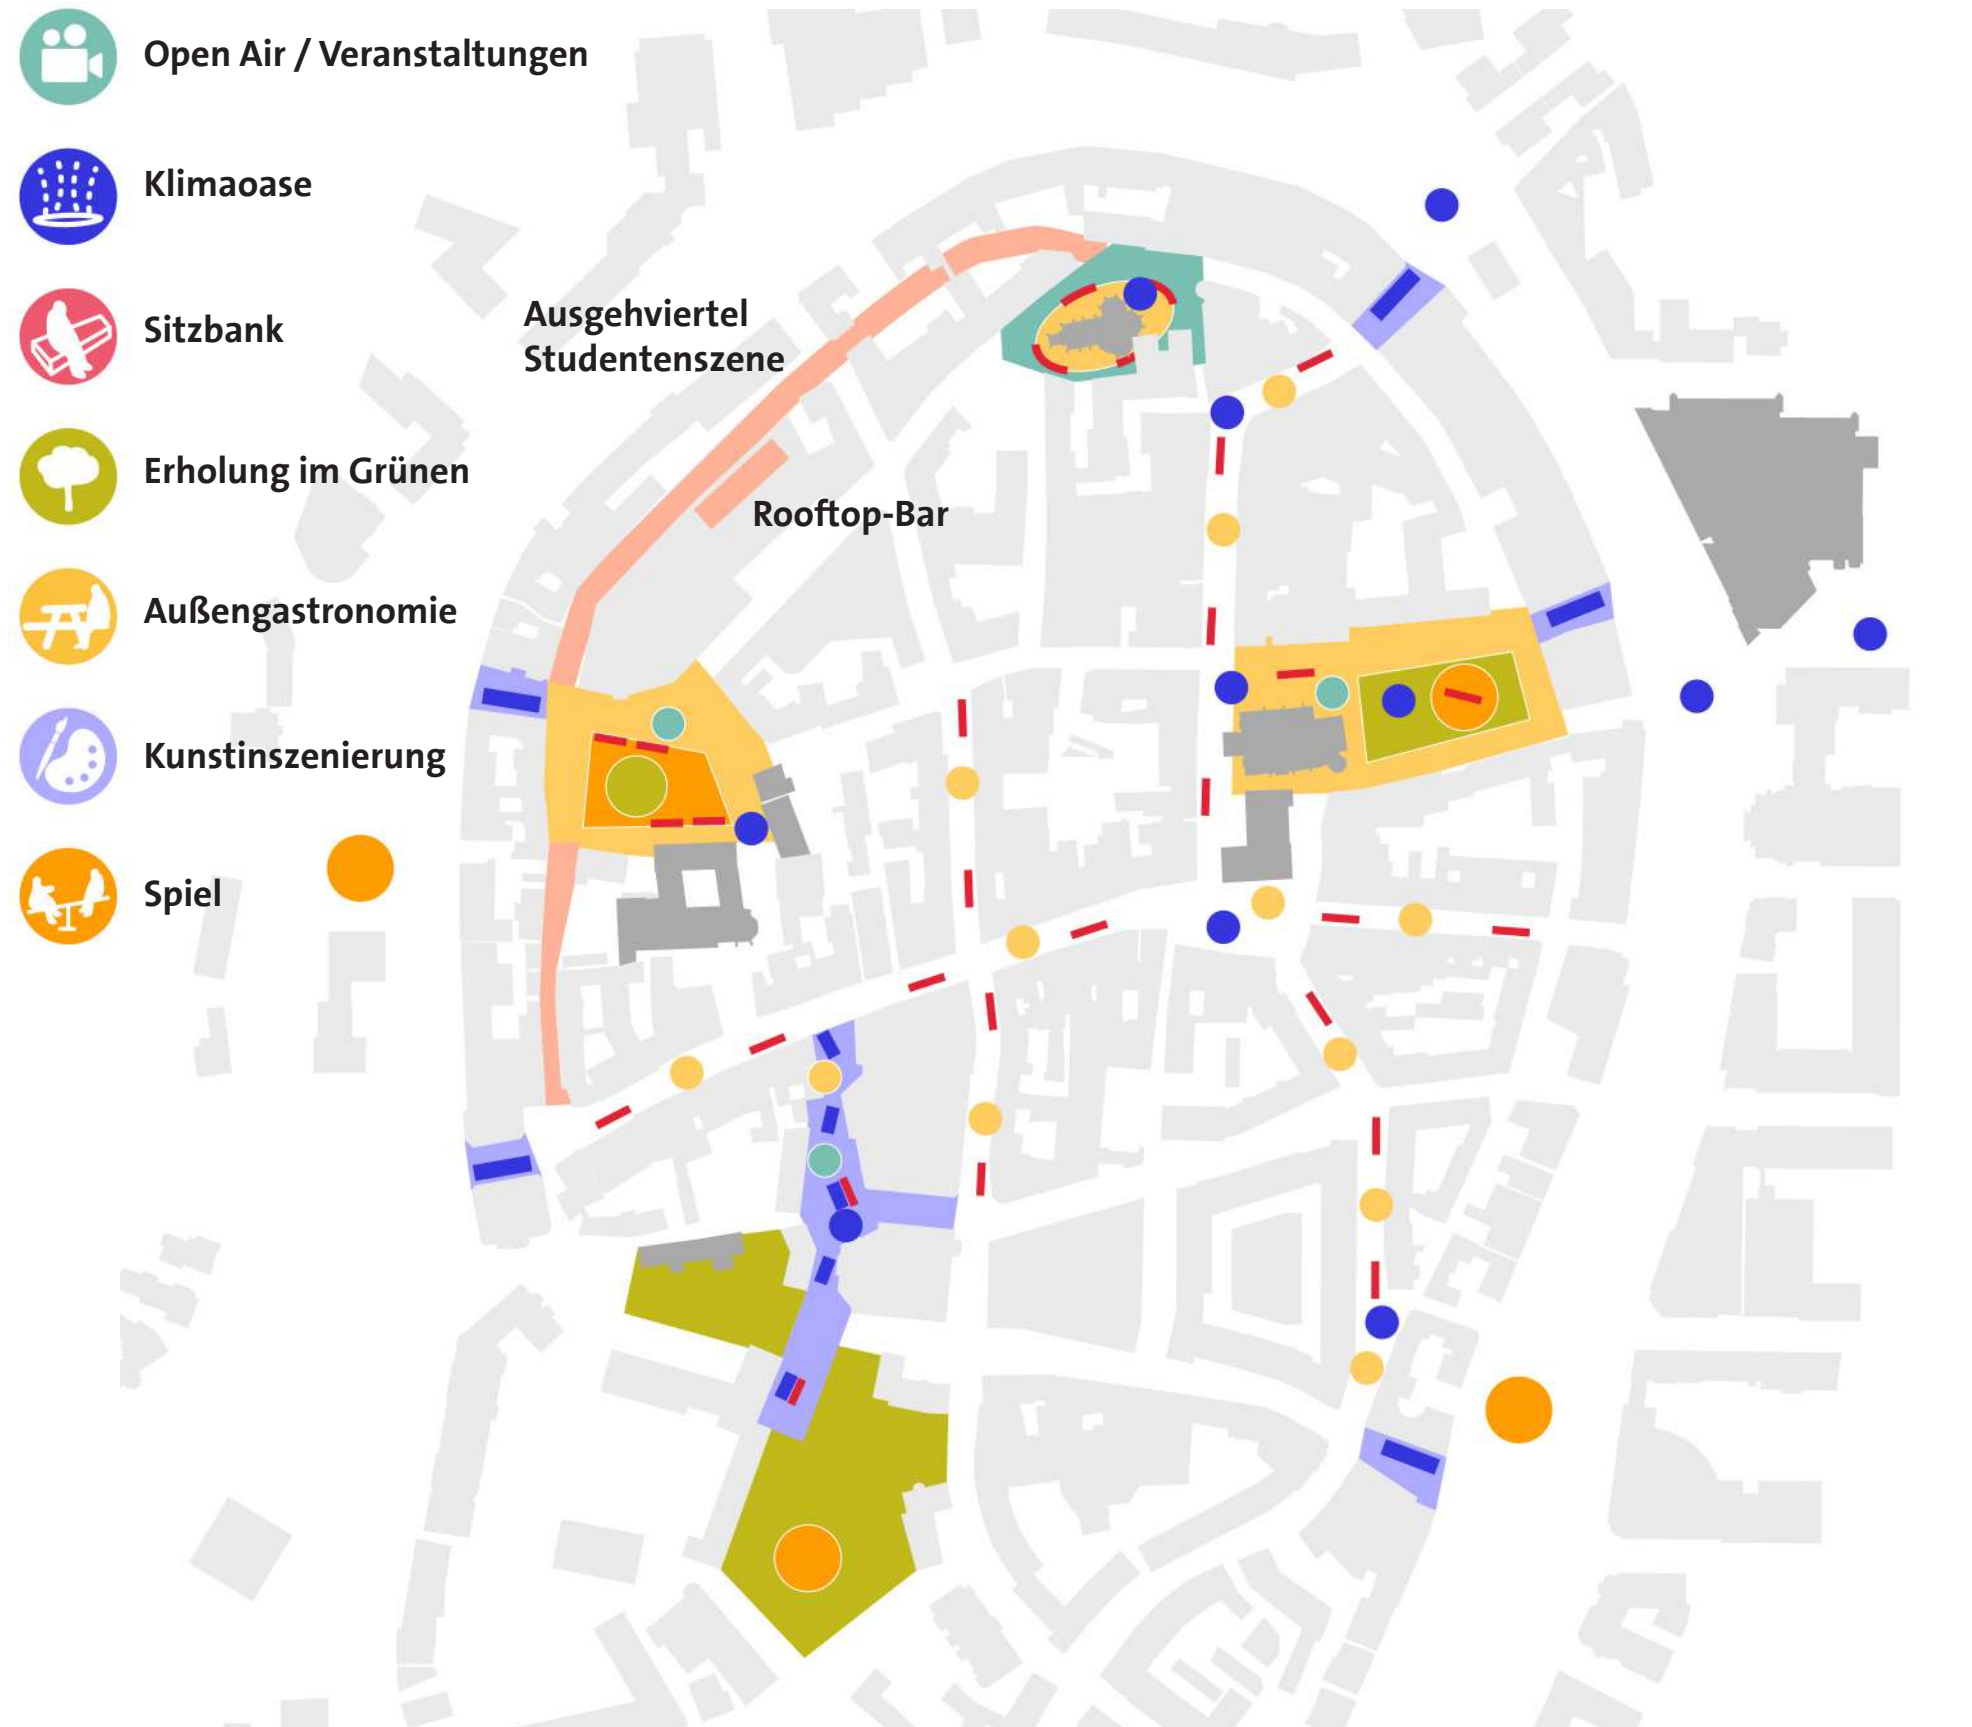 Open Air / Veranstaltungen
Klimaoase
Sitzbank
Erholung im Grünen
Außengastronomie
Kunstinszenierung
Spiel
Ausgehviertel
Studentenszene
Rooftop-Bar